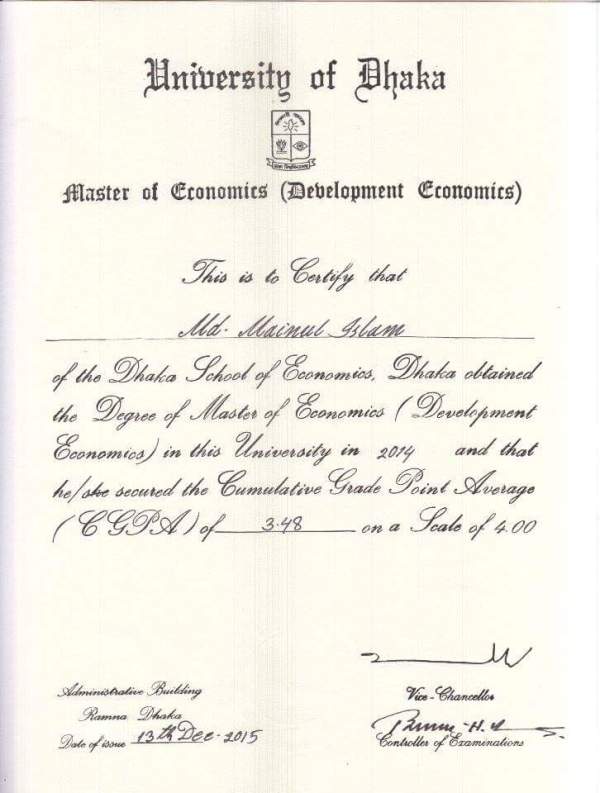 University of Dhaka
Master of Economics (Development Economics)
This is to Certify that
Md. Mainul Islam
of the Dhaka School of Economics, Dhaka obtained
the Degree of Master of Economics (Development
Economics) in this University in 2014 and that
he/she secured the Cumulative Grade Point Average
(CGPA) of 3.48 on a Scale of 4.00
Administrative Building
Ramna Dhaka
Date of issue 13th Dec-2015
Vice-Chancellor
Controller of Examinations